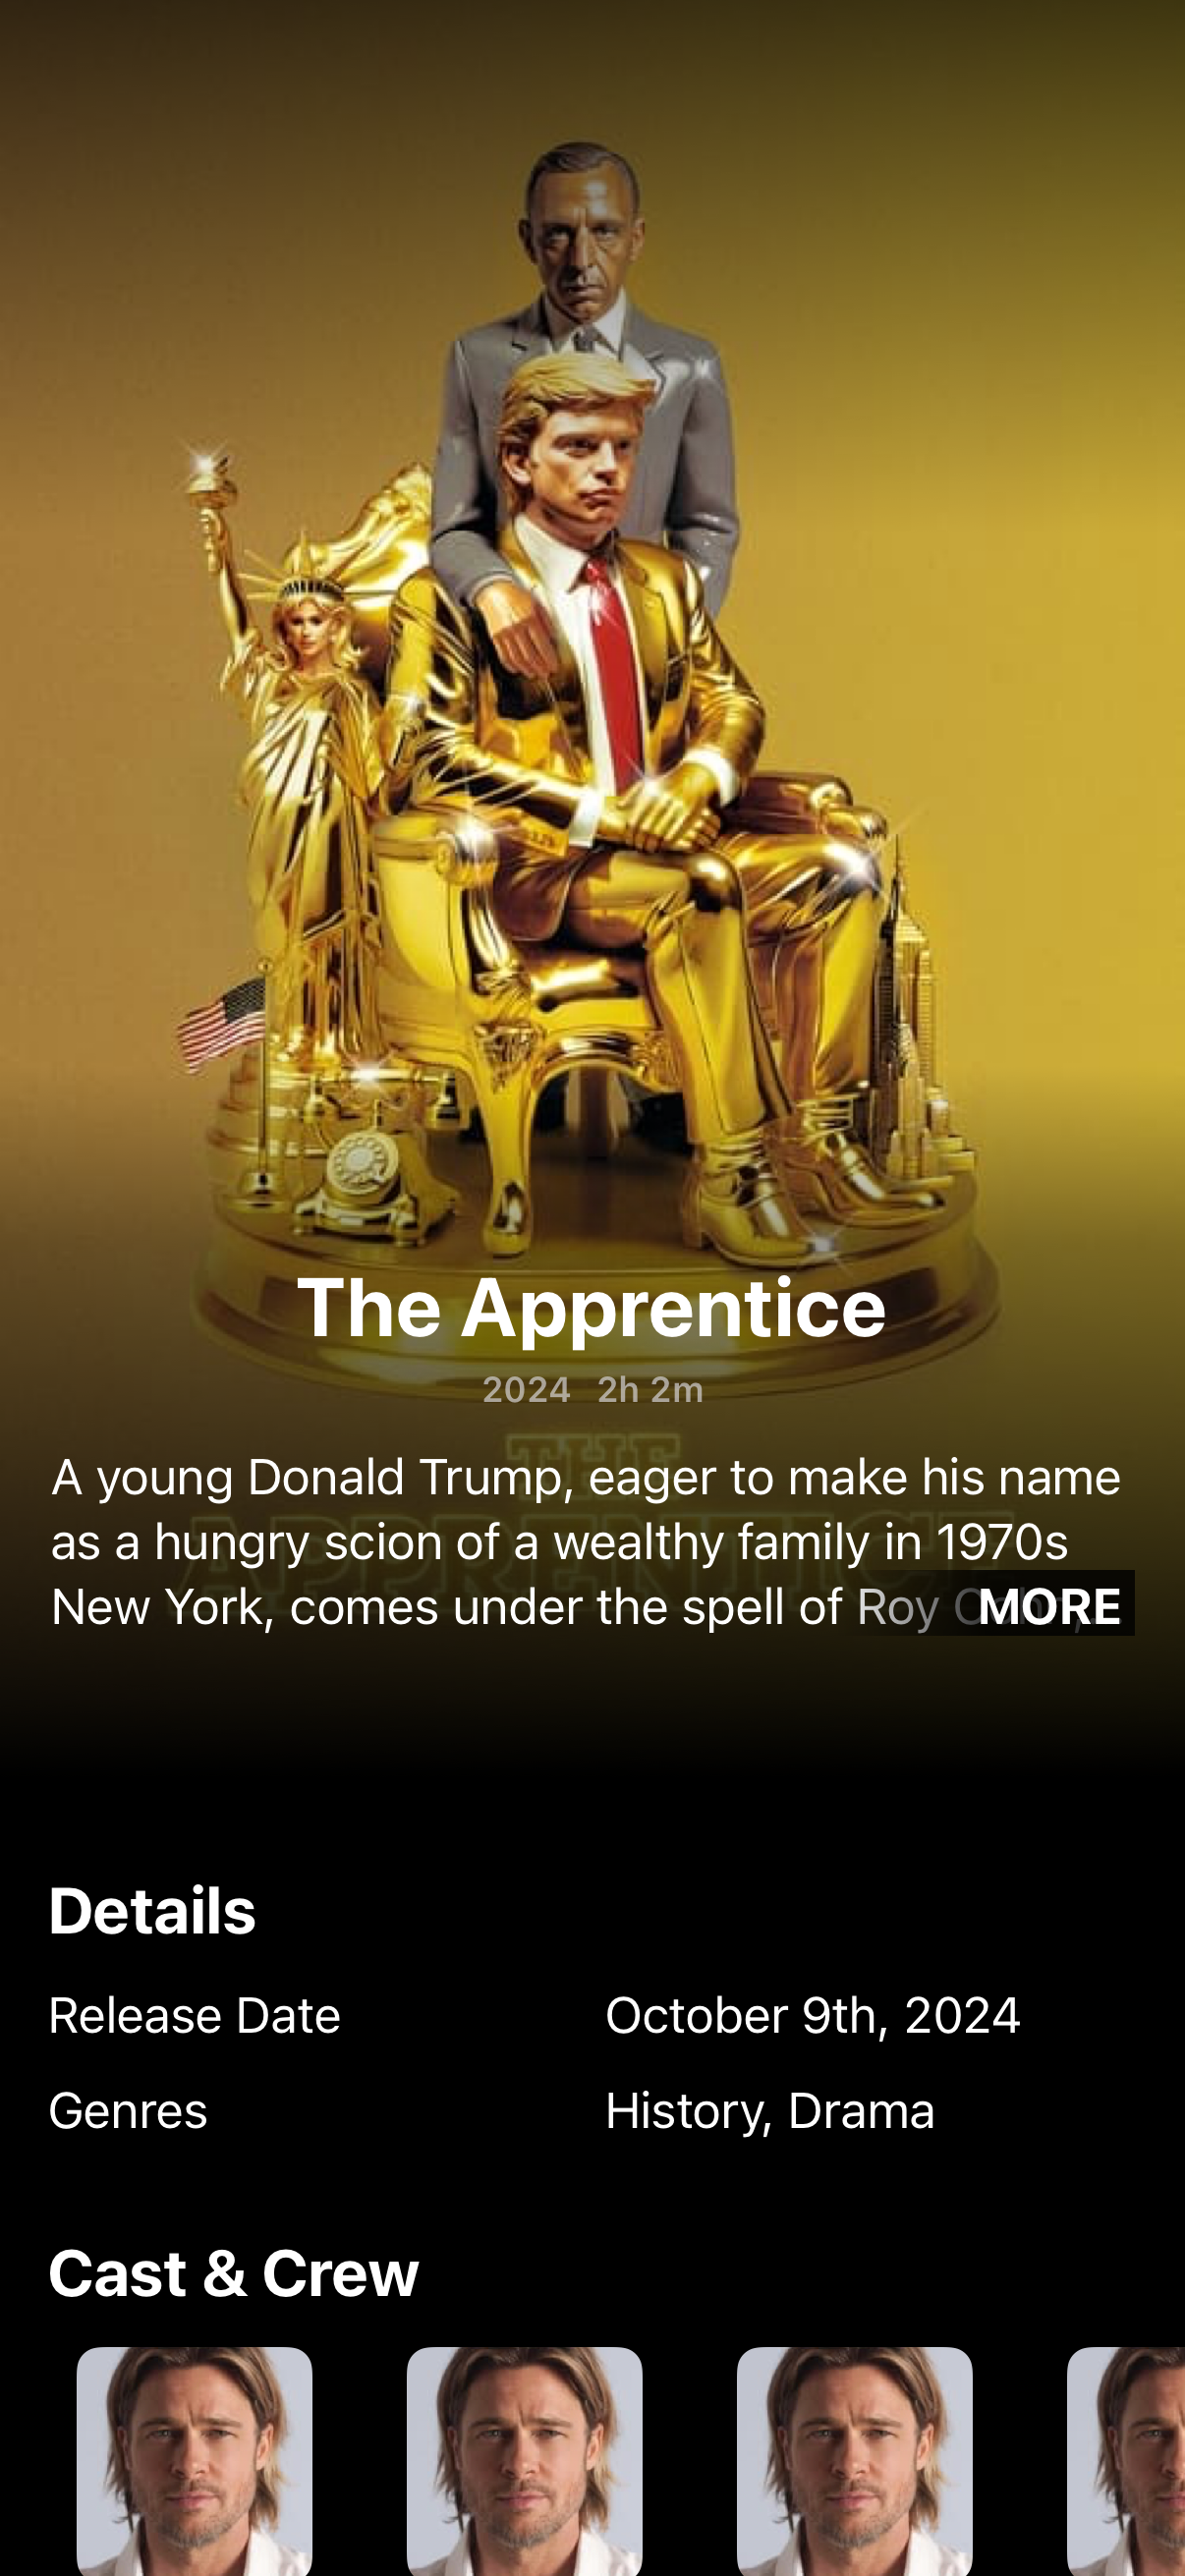 The Apprentice
2024 2h 2m
THE
APPRENTICE
A young Donald Trump, eager to make his name
as a hungry scion of a wealthy family in 1970s
New York, comes under the spell of Roy MORE
Details
Release Date October 9th, 2024
Genres History, Drama
Cast & Crew